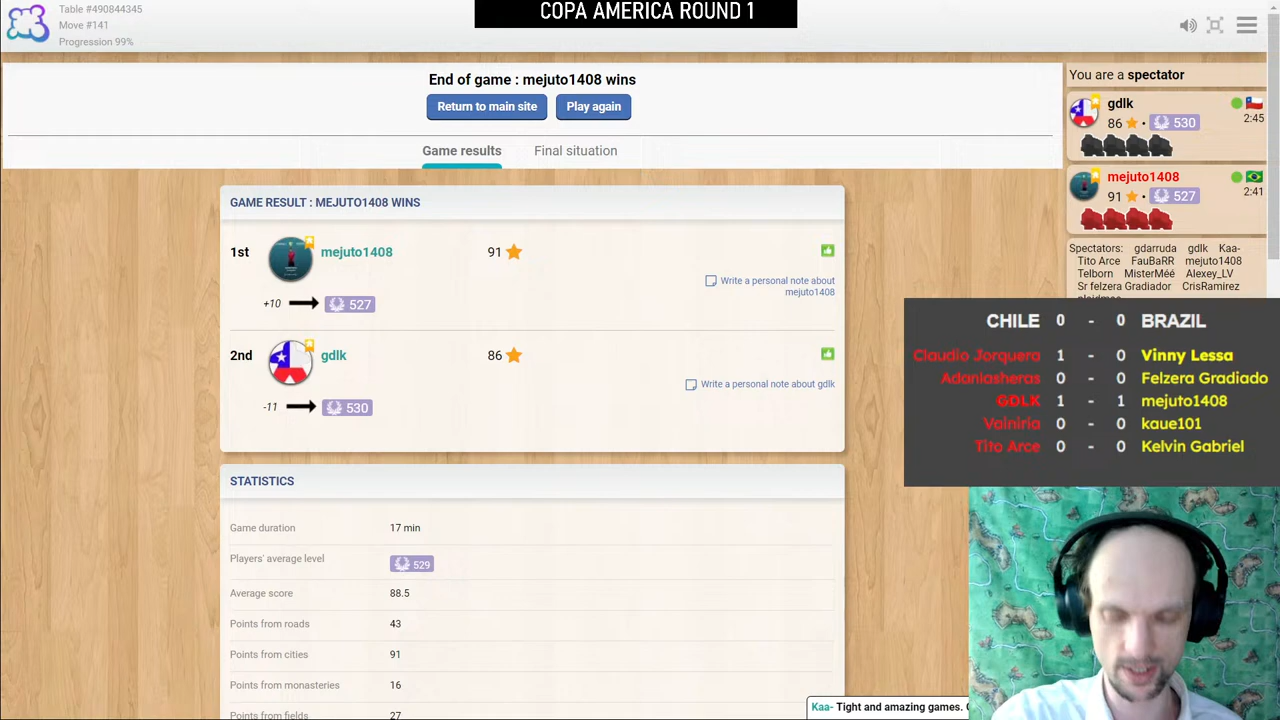 Table #490844345
Move #141
Progression 99%
COPA AMERICA ROUND 1
End of game : mejuto1408 wins
Return to main site
Play again
Game results
Final situation
GAME RESULT : MEJUTO1408 WINS
1st
mejuto1408
91
Write a personal note about
mejuto1408
+10
527
2nd
gdlk
86
Write a personal note about gdlk
-11
530
STATISTICS
Game duration
17 min
Players' average level
529
Average score
88.5
Points from roads
43
Points from cities
91
Points from monasteries
16
Points from fields
27
You are a spectator
gdlk
86
530
2:45
mejuto1408
91
527
2:41
Spectators: gdarruda gdlk Kaa-
Tito Arce FauBaRR mejuto1408
Telborn MisterMéé Alexey_LV
Sr felzera Gradiador CrisRamirez
CHILE 0 - 0 BRAZIL
Claudio Jorquera 1 - 0 Vinny Lessa
Adaniasheras 0 - 0 Felzera Gradiado
GDLK 1 - 1 mejuto1408
Valniria 0 - 0 kaue101
Tito Arce 0 - 0 Kelvin Gabriel
Kaa- Tight and amazing games.